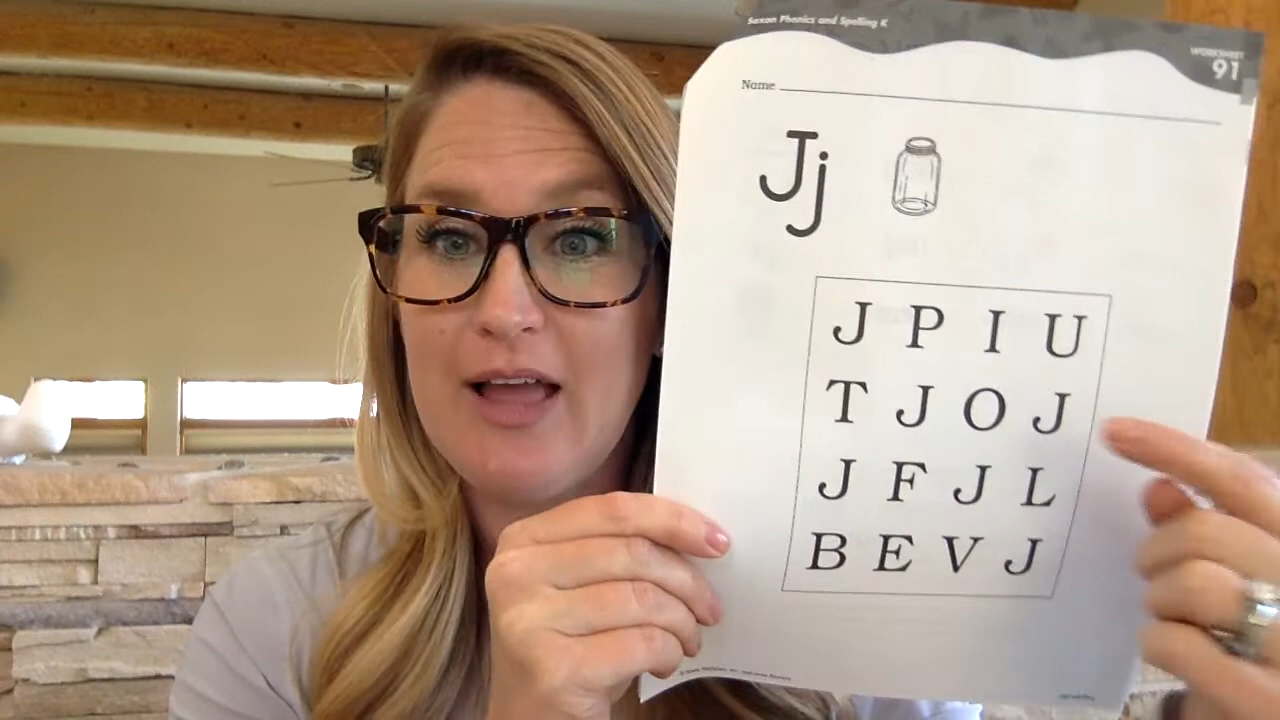 Saxon Phonics and Spelling K
WORKSHEET
91
Name
Jj
J P I U
T J O J
J F J L
B E V J